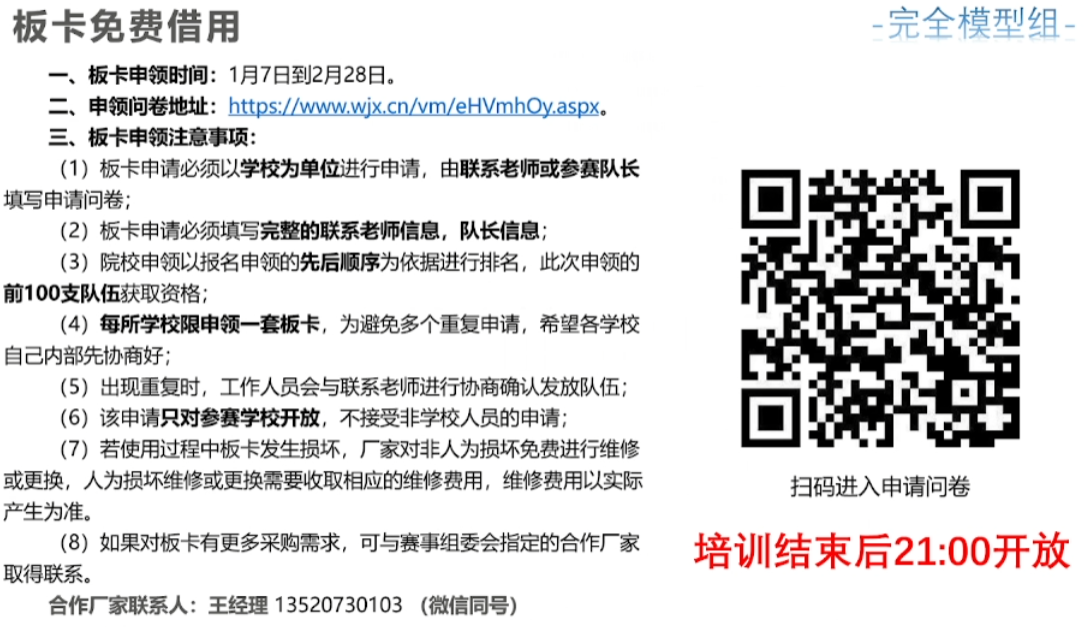 板卡免费借用
-完全模型组-
一、板卡申领时间：1月7日到2月28日。
二、申领问卷地址：https://www.wjx.cn/vm/eHVmhOy.aspx。
三、板卡申领注意事项：
（1）板卡申请必须以学校为单位进行申请，由联系老师或参赛队长
填写申请问卷；
（2）板卡申请必须填写完整的联系老师信息，队长信息；
（3）院校申领以报名申领的先后顺序为依据进行排名，此次申领的
前100支队伍获取资格；
（4）每所学校限申领一套板卡，为避免多个重复申请，希望各学校
自己内部先协商好；
（5）出现重复时，工作人员会与联系老师进行协商确认发放队伍；
（6）该申请只对参赛学校开放，不接受非学校人员的申请；
（7）若使用过程中板卡发生损坏，厂家对非人为损坏免费进行维修
或更换，人为损坏维修或更换需要收取相应的维修费用，维修费用以实际
产生为准。
（8）如果对板卡有更多采购需求，可与赛事组委会指定的合作厂家
取得联系。
合作厂家联系人：王经理 13520730103 （微信同号）
扫码进入申请问卷
培训结束后21:00开放